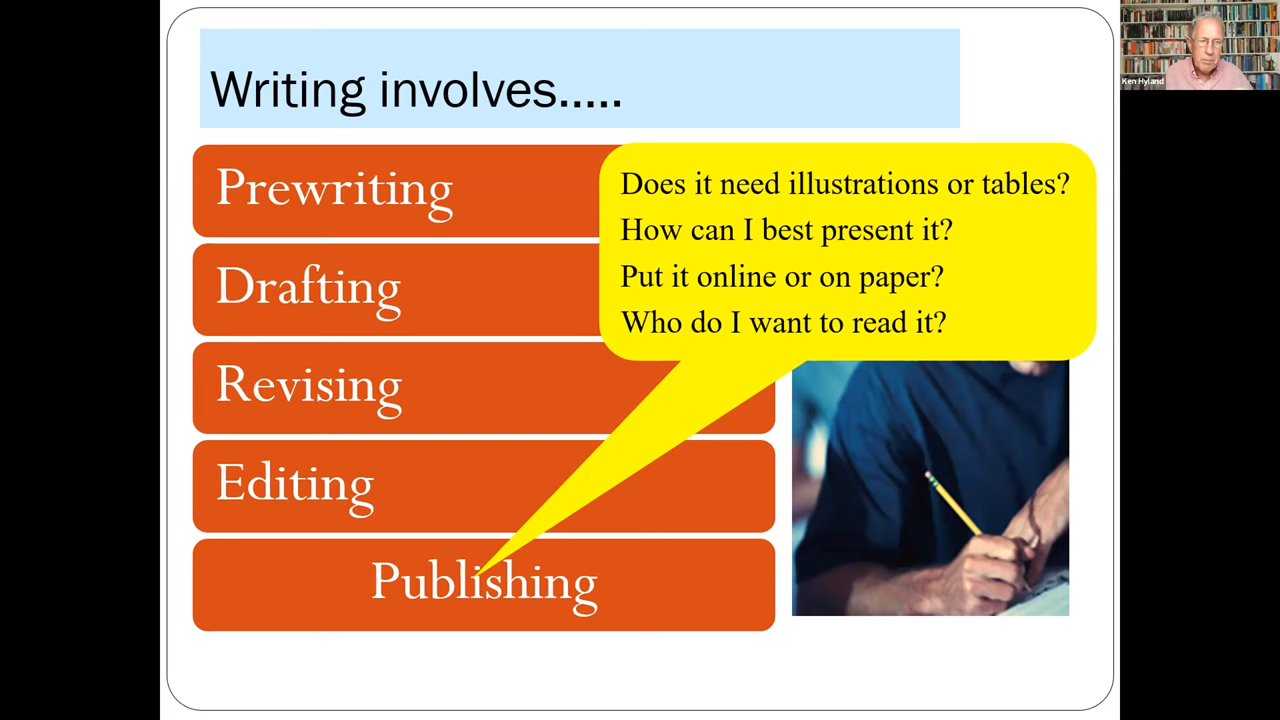 Writing involves.....
Prewriting
Drafting
Revising
Editing
Publishing
Does it need illustrations or tables?
How can I best present it?
Put it online or on paper?
Who do I want to read it?
Ken Hyland